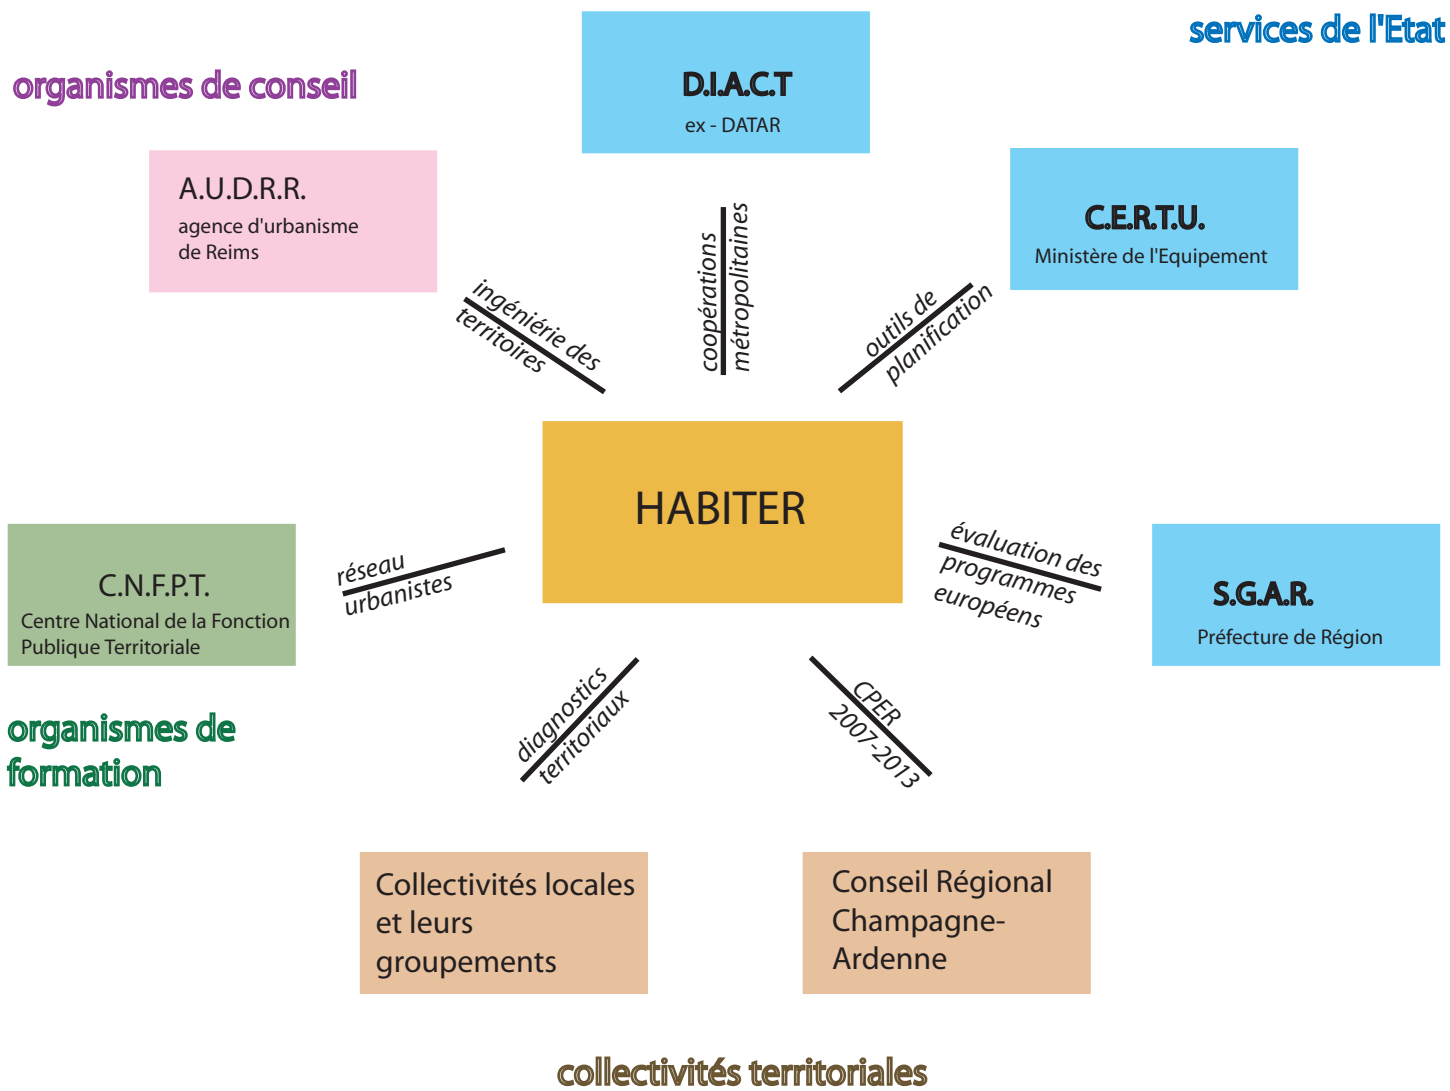 services de l'Etat
organismes de conseil
D.I.A.C.T
ex - DATAR
A.U.D.R.R.
agence d'urbanisme
de Reims
C.E.R.T.U.
Ministère de l'Equipement
ingéniérie des
territoires
coopérations
métropolitaines
outils de
planification
HABITER
C.N.F.P.T.
Centre National de la Fonction
Publique Territoriale
réseau
urbanistes
évaluation des
programmes
européens
S.G.A.R.
Préfecture de Région
organismes de
formation
diagnostics
territoriaux
CPER
2007-2013
Collectivités locales
et leurs
groupements
Conseil Régional
Champagne-
Ardenne
collectivités territoriales